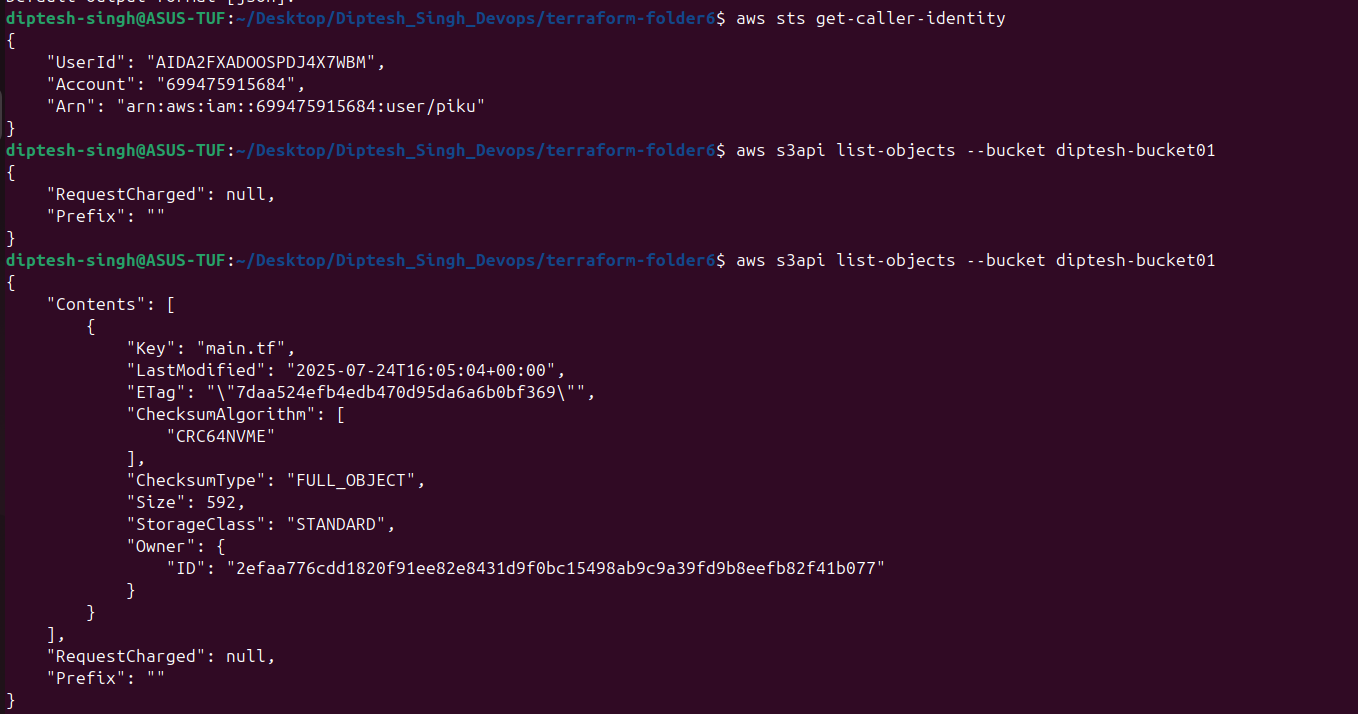 Default output format [json]:
diptesh-singh@ASUS-TUF:~/Desktop/Diptesh_Singh_Devops/terraform-folder6$ aws sts get-caller-identity
{
    "UserId": "AIDA2FXADOOSPDJ4X7WBM",
    "Account": "699475915684",
    "Arn": "arn:aws:iam::699475915684:user/piku"
}
diptesh-singh@ASUS-TUF:~/Desktop/Diptesh_Singh_Devops/terraform-folder6$ aws s3api list-objects --bucket diptesh-bucket01
{
    "RequestCharged": null,
    "Prefix": ""
}
diptesh-singh@ASUS-TUF:~/Desktop/Diptesh_Singh_Devops/terraform-folder6$ aws s3api list-objects --bucket diptesh-bucket01
{
    "Contents": [
        {
            "Key": "main.tf",
            "LastModified": "2025-07-24T16:05:04+00:00",
            "ETag": "\"7daa524efb4edb470d95da6a6b0bf369\"",
            "ChecksumAlgorithm": [
                "CRC64NVME"
            ],
            "ChecksumType": "FULL_OBJECT",
            "Size": 592,
            "StorageClass": "STANDARD",
            "Owner": {
                "ID": "2efaa776cdd1820f91ee82e8431d9f0bc15498ab9c9a39fd9b8eefb82f41b077"
            }
        }
    ],
    "RequestCharged": null,
    "Prefix": ""
}